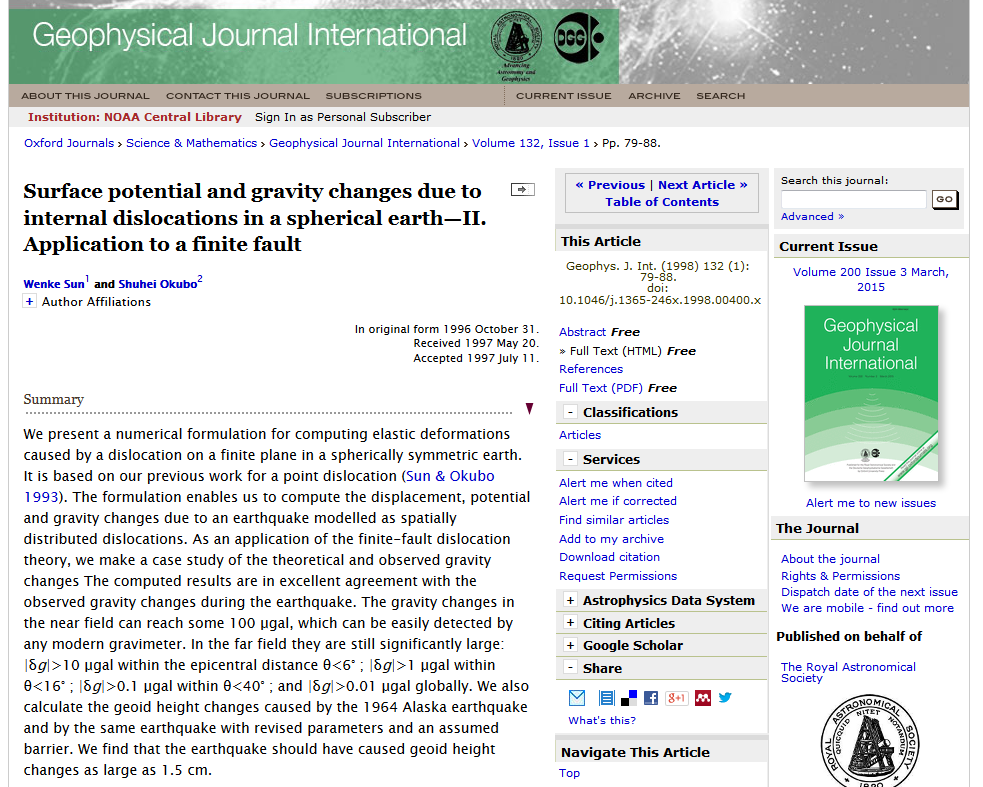 Geophysical Journal International
Advancing
Astronomy and
Geophysics
DGG
ABOUT THIS JOURNAL CONTACT THIS JOURNAL SUBSCRIPTIONS CURRENT ISSUE ARCHIVE SEARCH
Institution: NOAA Central Library Sign In as Personal Subscriber
Oxford Journals › Science & Mathematics › Geophysical Journal International › Volume 132, Issue 1 › Pp. 79-88.
Surface potential and gravity changes due to
internal dislocations in a spherical earth—II.
Application to a finite fault
Wenke Sun1 and Shuhei Okubo2
+ Author Affiliations
In original form 1996 October 31.
Received 1997 May 20.
Accepted 1997 July 11.
Summary
We present a numerical formulation for computing elastic deformations
caused by a dislocation on a finite plane in a spherically symmetric earth.
It is based on our previous work for a point dislocation (Sun & Okubo
1993). The formulation enables us to compute the displacement, potential
and gravity changes due to an earthquake modelled as spatially
distributed dislocations. As an application of the finite-fault dislocation
theory, we make a case study of the theoretical and observed gravity
changes The computed results are in excellent agreement with the
observed gravity changes during the earthquake. The gravity changes in
the near field can reach some 100 μgal, which can be easily detected by
any modern gravimeter. In the far field they are still significantly large:
|δg|>10 μgal within the epicentral distance θ<6° ; |δg|>1 μgal within
θ<16° ; |δg|>0.1 μgal within θ<40° ; and |δg|>0.01 μgal globally. We also
calculate the geoid height changes caused by the 1964 Alaska earthquake
and by the same earthquake with revised parameters and an assumed
barrier. We find that the earthquake should have caused geoid height
changes as large as 1.5 cm.
« Previous | Next Article »
Table of Contents
This Article
Geophys. J. Int. (1998) 132 (1):
79-88.
doi:
10.1046/j.1365-246x.1998.00400.x
Abstract Free
» Full Text (HTML) Free
References
Full Text (PDF) Free
- Classifications
Articles
- Services
Alert me when cited
Alert me if corrected
Find similar articles
Add to my archive
Download citation
Request Permissions
+ Astrophysics Data System
+ Citing Articles
+ Google Scholar
- Share
g+1
What's this?
Navigate This Article
Top
Search this journal:
GO
Advanced »
Current Issue
Volume 200 Issue 3 March,
2015
Geophysical
Journal
International
Alert me to new issues
The Journal
About the journal
Rights & Permissions
Dispatch date of the next issue
We are mobile - find out more
Published on behalf of
The Royal Astronomical
Society
ROYAL ASTRONOMICAL SOCIETY
QUICQUID NITET NOTANDUM
1820